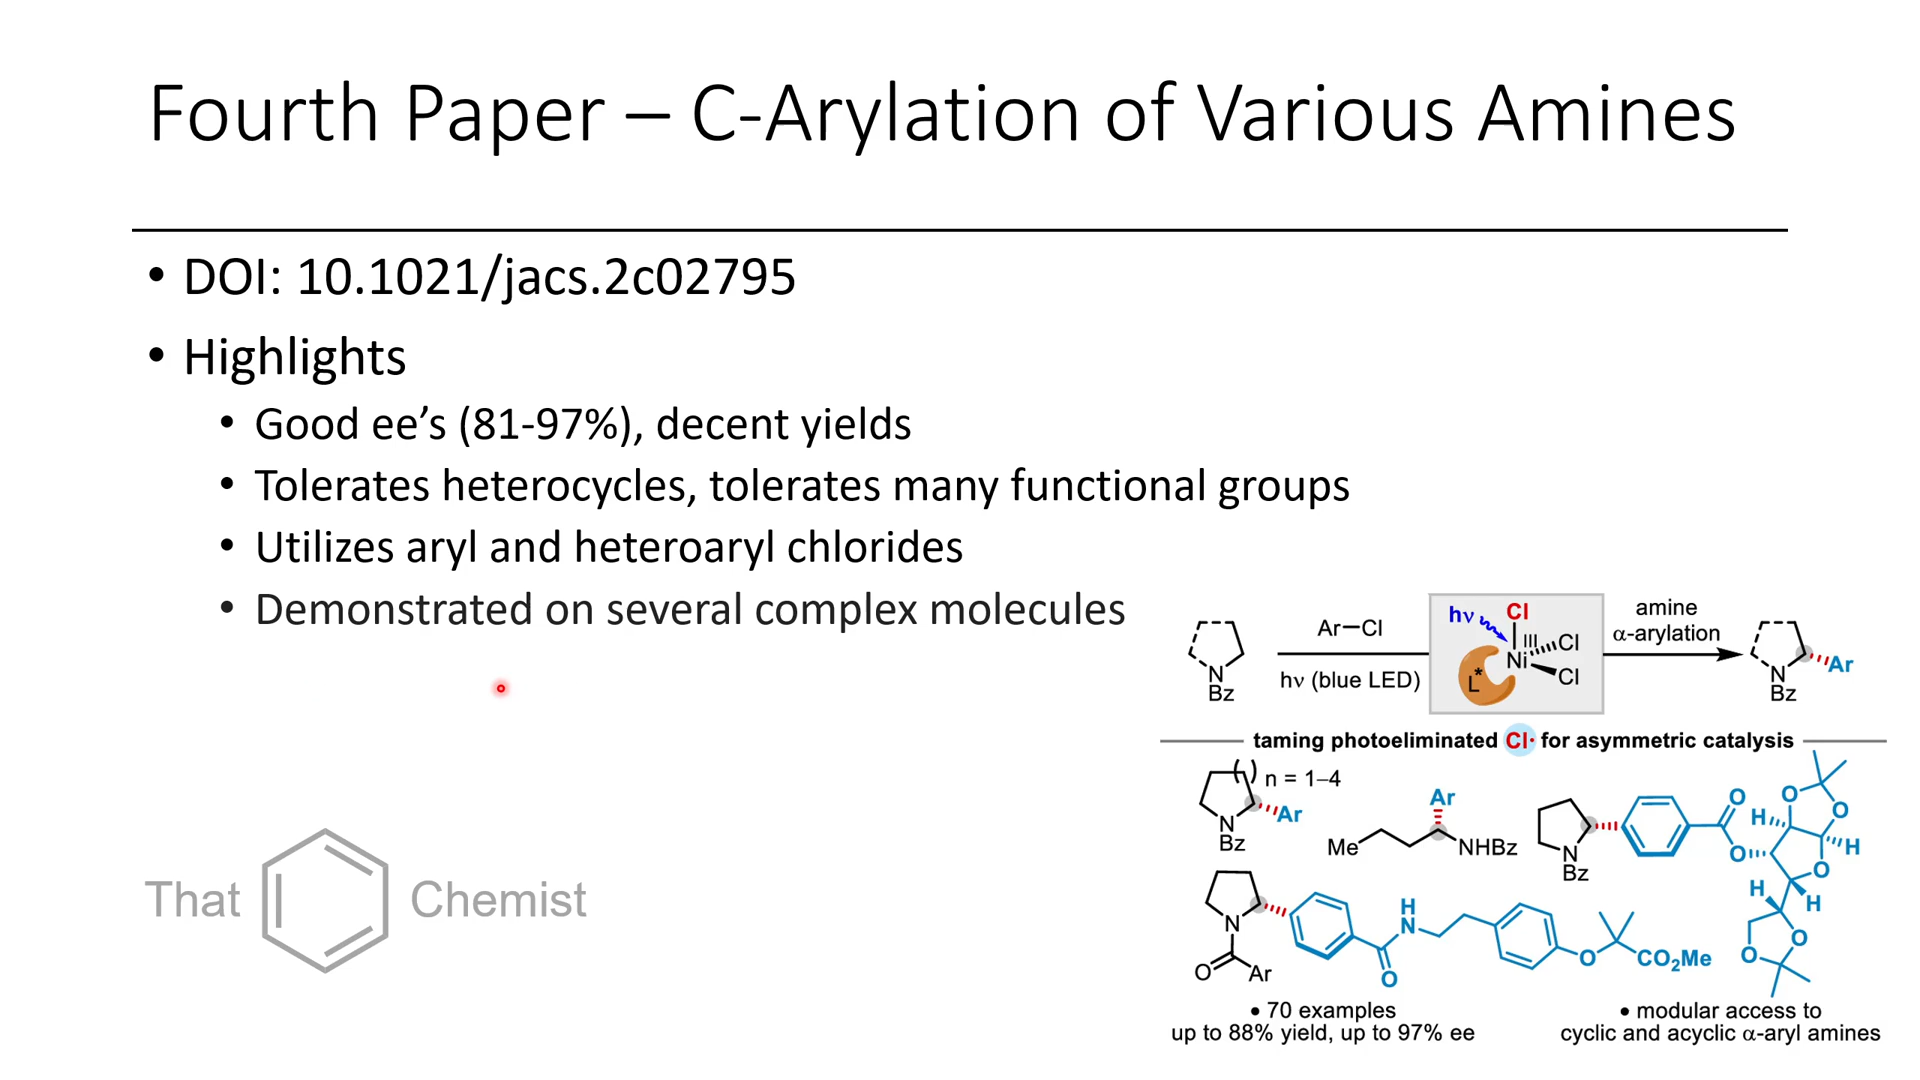 Fourth Paper – C-Arylation of Various Amines
• DOI: 10.1021/jacs.2c02795
• Highlights
• Good ee’s (81-97%), decent yields
• Tolerates heterocycles, tolerates many functional groups
• Utilizes aryl and heteroaryl chlorides
• Demonstrated on several complex molecules
N
Bz
Ar–Cl
hν (blue LED)
hν
Cl
III
Ni
Cl
Cl
L*
amine
α-arylation
N
Bz
Ar
taming photoeliminated Cl· for asymmetric catalysis
( ) n = 1–4
N
Bz
Ar
Me
Ar
NHBz
N
Bz
O
O
H
O
O
H
O
H
H
O
O
N
O
Ar
O
H
N
O
CO2Me
• 70 examples
up to 88% yield, up to 97% ee
• modular access to
cyclic and acyclic α-aryl amines
That Chemist